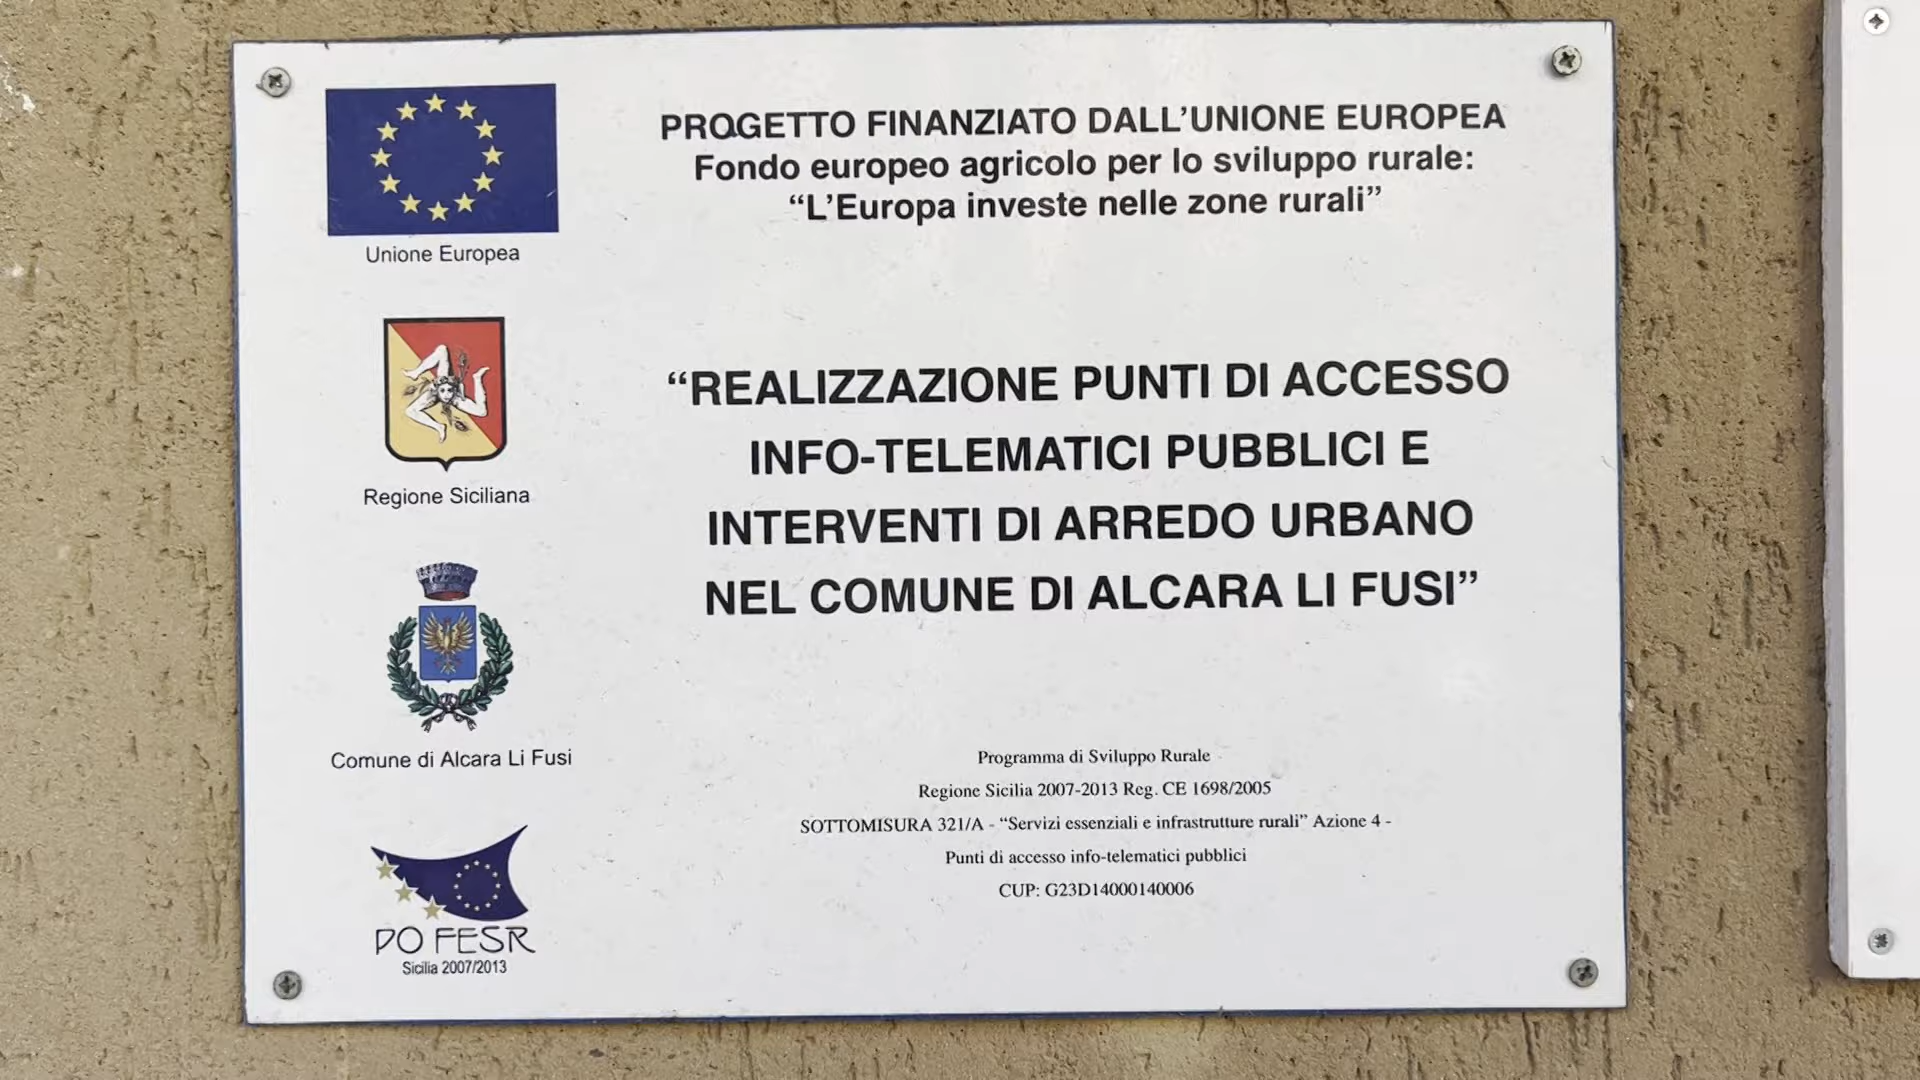 PROGETTO FINANZIATO DALL'UNIONE EUROPEA
Fondo europeo agricolo per lo sviluppo rurale:
“L'Europa investe nelle zone rurali”
Unione Europea
Regione Siciliana
Comune di Alcara Li Fusi
PO FESR
Sicilia 2007/2013
“REALIZZAZIONE PUNTI DI ACCESSO
INFO-TELEMATICI PUBBLICI E
INTERVENTI DI ARREDO URBANO
NEL COMUNE DI ALCARA LI FUSI”
Programma di Sviluppo Rurale
Regione Sicilia 2007-2013 Reg. CE 1698/2005
SOTTOMISURA 321/A - “Servizi essenziali e infrastrutture rurali” Azione 4 -
Punti di accesso info-telematici pubblici
CUP: G23D14000140006